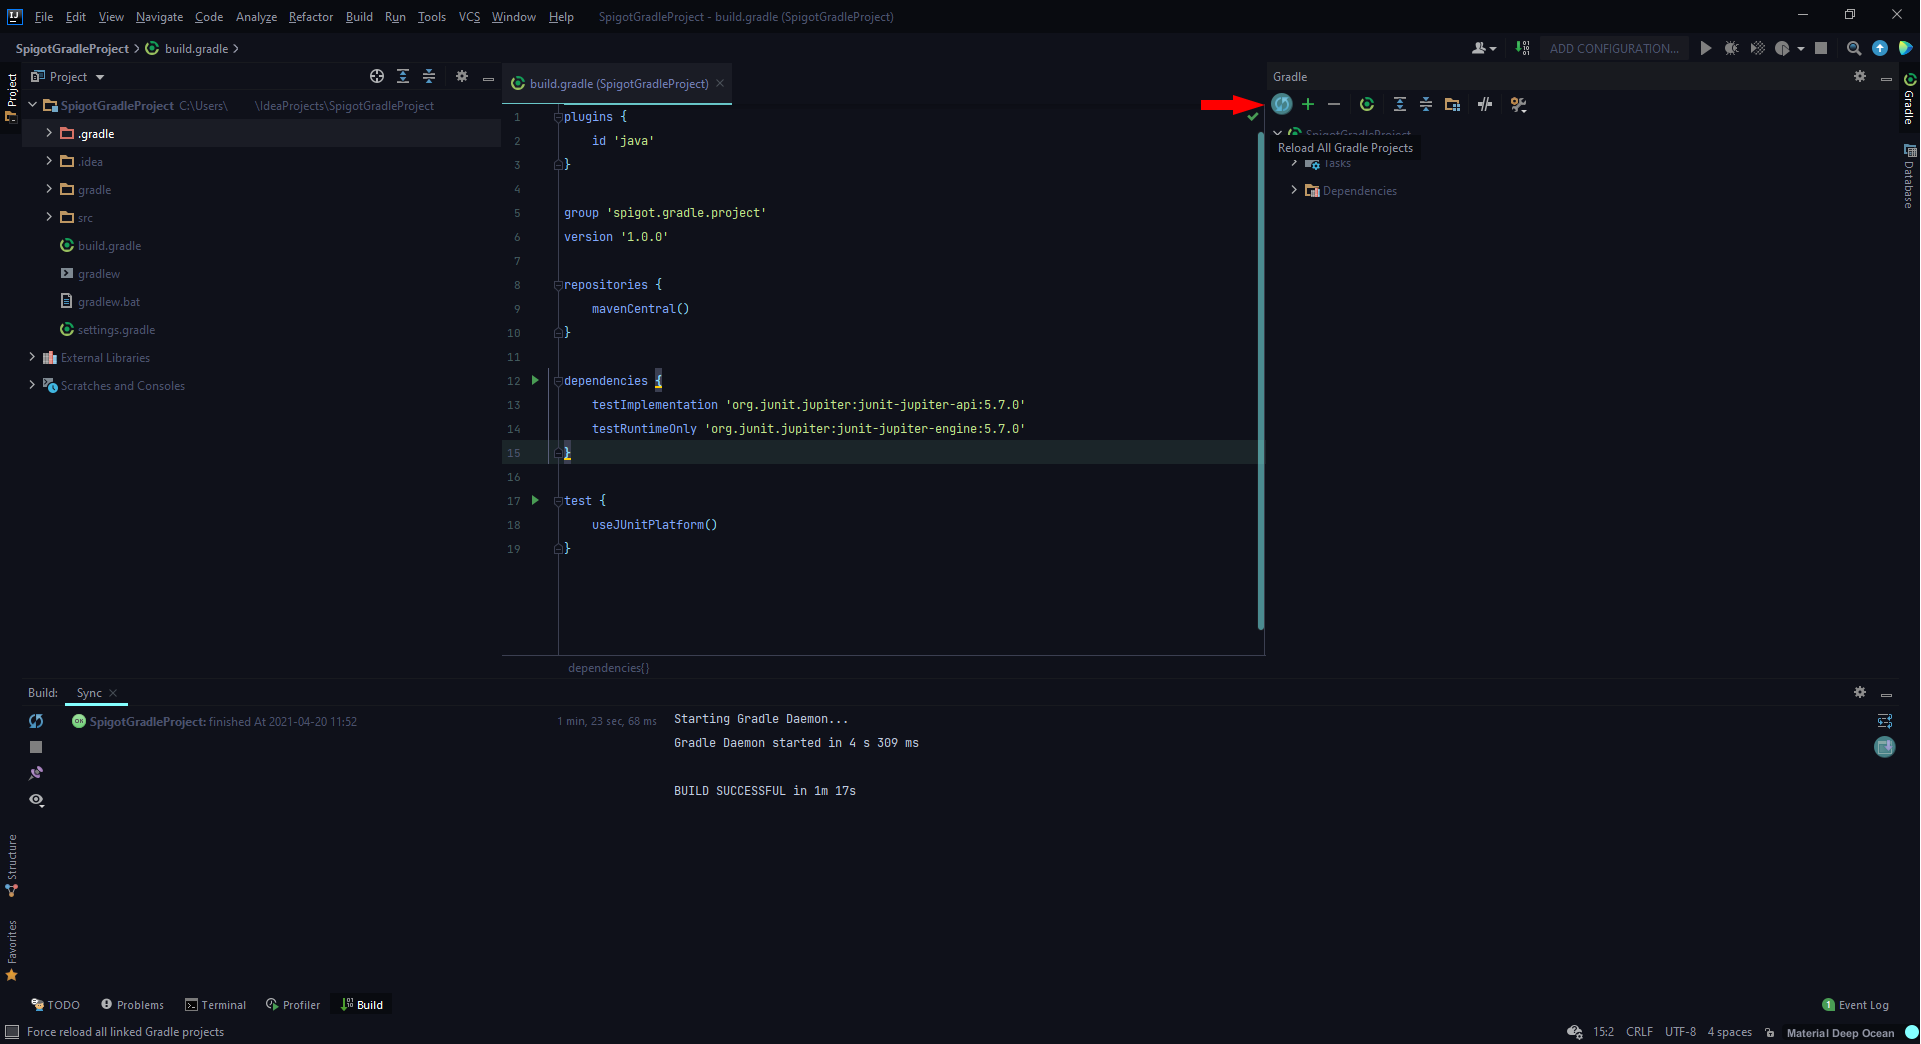 IJ File Edit View Navigate Code Analyze Refactor Build Run Tools VCS Window Help SpigotGradleProject - build.gradle (SpigotGradleProject)
SpigotGradleProject build.gradle
ADD CONFIGURATION...
Project
Project
SpigotGradleProject C:\Users\ \IdeaProjects\SpigotGradleProject
.gradle
.idea
gradle
src
build.gradle
gradlew
gradlew.bat
settings.gradle
External Libraries
Scratches and Consoles
build.gradle (SpigotGradleProject)
1 plugins {
2 id 'java'
3 }
4
5 group 'spigot.gradle.project'
6 version '1.0.0'
7
8 repositories {
9 mavenCentral()
10 }
11
12 dependencies {
13 testImplementation 'org.junit.jupiter:junit-jupiter-api:5.7.0'
14 testRuntimeOnly 'org.junit.jupiter:junit-jupiter-engine:5.7.0'
15 }
16
17 test {
18 useJUnitPlatform()
19 }
dependencies{}
Gradle
SpigotGradleProject
Reload All Gradle Projects
Tasks
Dependencies
Gradle
Database
Build: Sync
SpigotGradleProject: finished At 2021-04-20 11:52 1 min, 23 sec, 68 ms
Starting Gradle Daemon...
Gradle Daemon started in 4 s 309 ms
BUILD SUCCESSFUL in 1m 17s
Structure
Favorites
TODO Problems Terminal Profiler Build
1 Event Log
Force reload all linked Gradle projects
15:2 CRLF UTF-8 4 spaces Material Deep Ocean